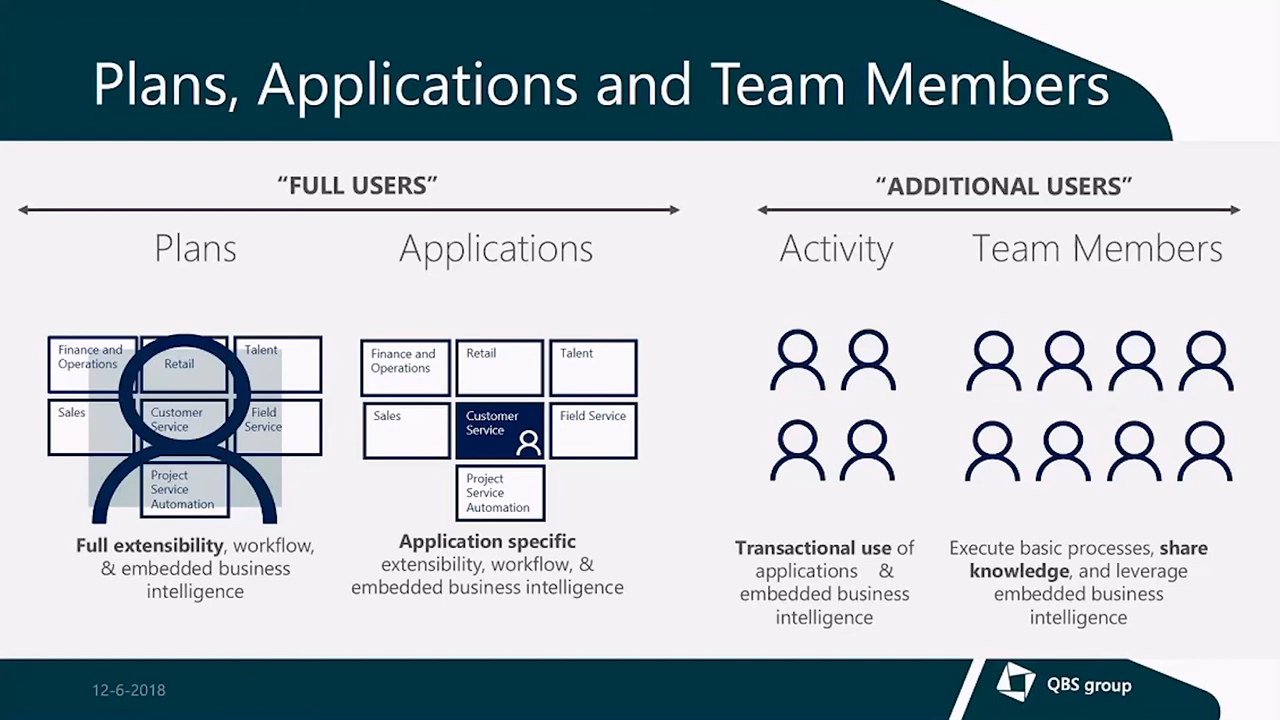 Plans, Applications and Team Members
“FULL USERS”
“ADDITIONAL USERS”
Plans
Applications
Activity
Team Members
Finance and
Operations
Retail
Talent
Sales
Customer
Service
Field
Service
Project
Service
Automation
Finance and
Operations
Retail
Talent
Sales
Customer
Service
Field Service
Project
Service
Automation
Full extensibility, workflow,
& embedded business
intelligence
Application specific
extensibility, workflow, &
embedded business intelligence
Transactional use of
applications &
embedded business
intelligence
Execute basic processes, share
knowledge, and leverage
embedded business
intelligence
12-6-2018
QBS group